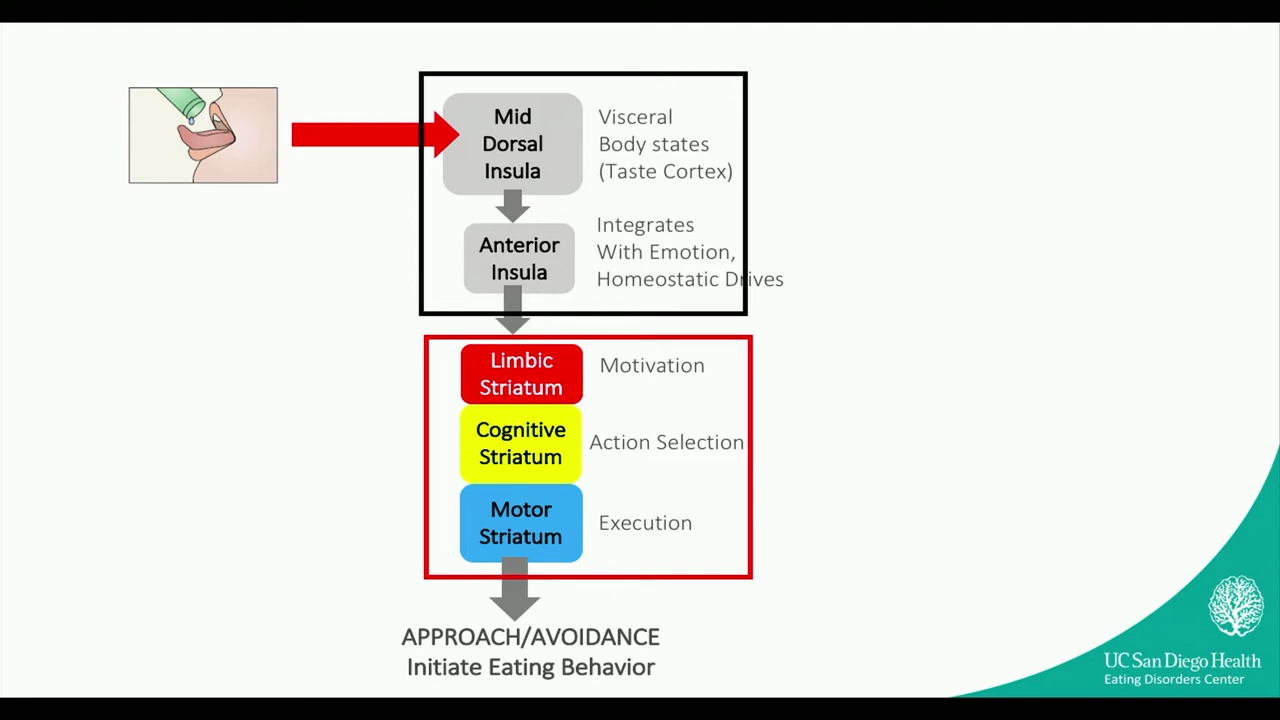 Mid
Dorsal
Insula
Visceral
Body states
(Taste Cortex)
Anterior
Insula
Integrates
With Emotion,
Homeostatic Drives
Limbic
Striatum
Motivation
Cognitive
Striatum
Action Selection
Motor
Striatum
Execution
APPROACH/AVOIDANCE
Initiate Eating Behavior
UC San Diego Health
Eating Disorders Center